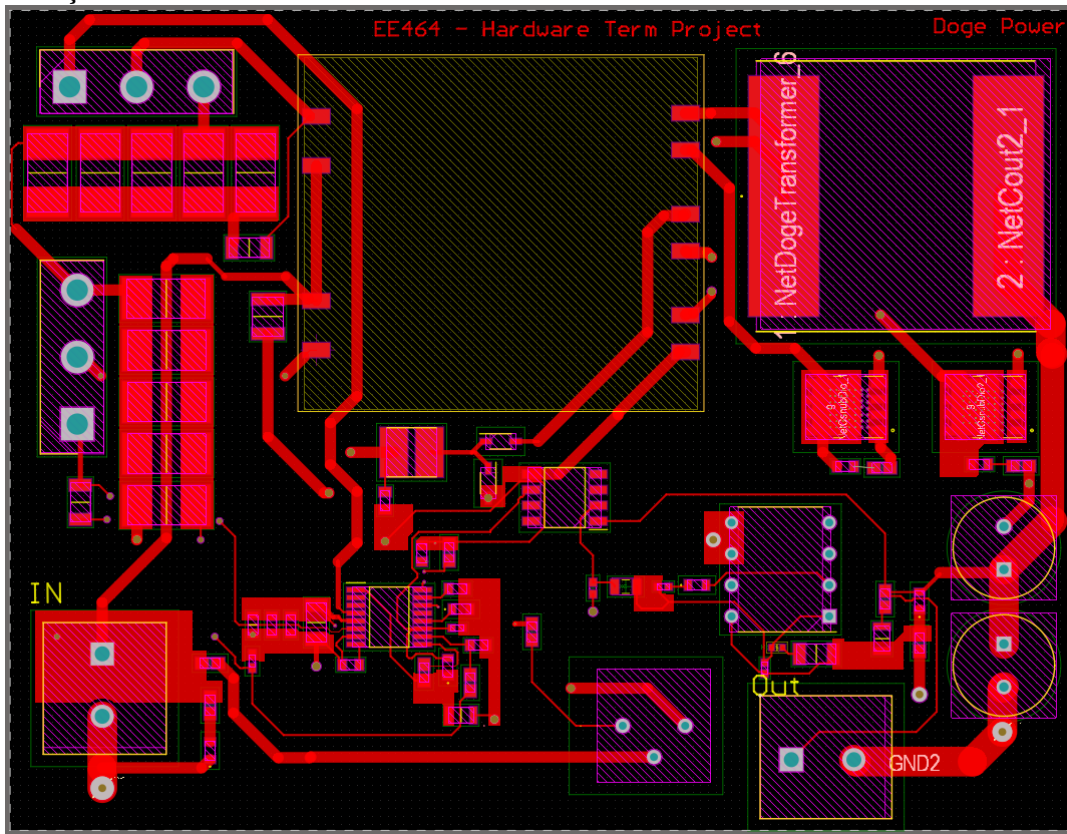 EE464 - Hardware Term Project
Doge Power
1 : NetDogeTransformer_6
2 : NetCout2_1
IN
Out
GND2